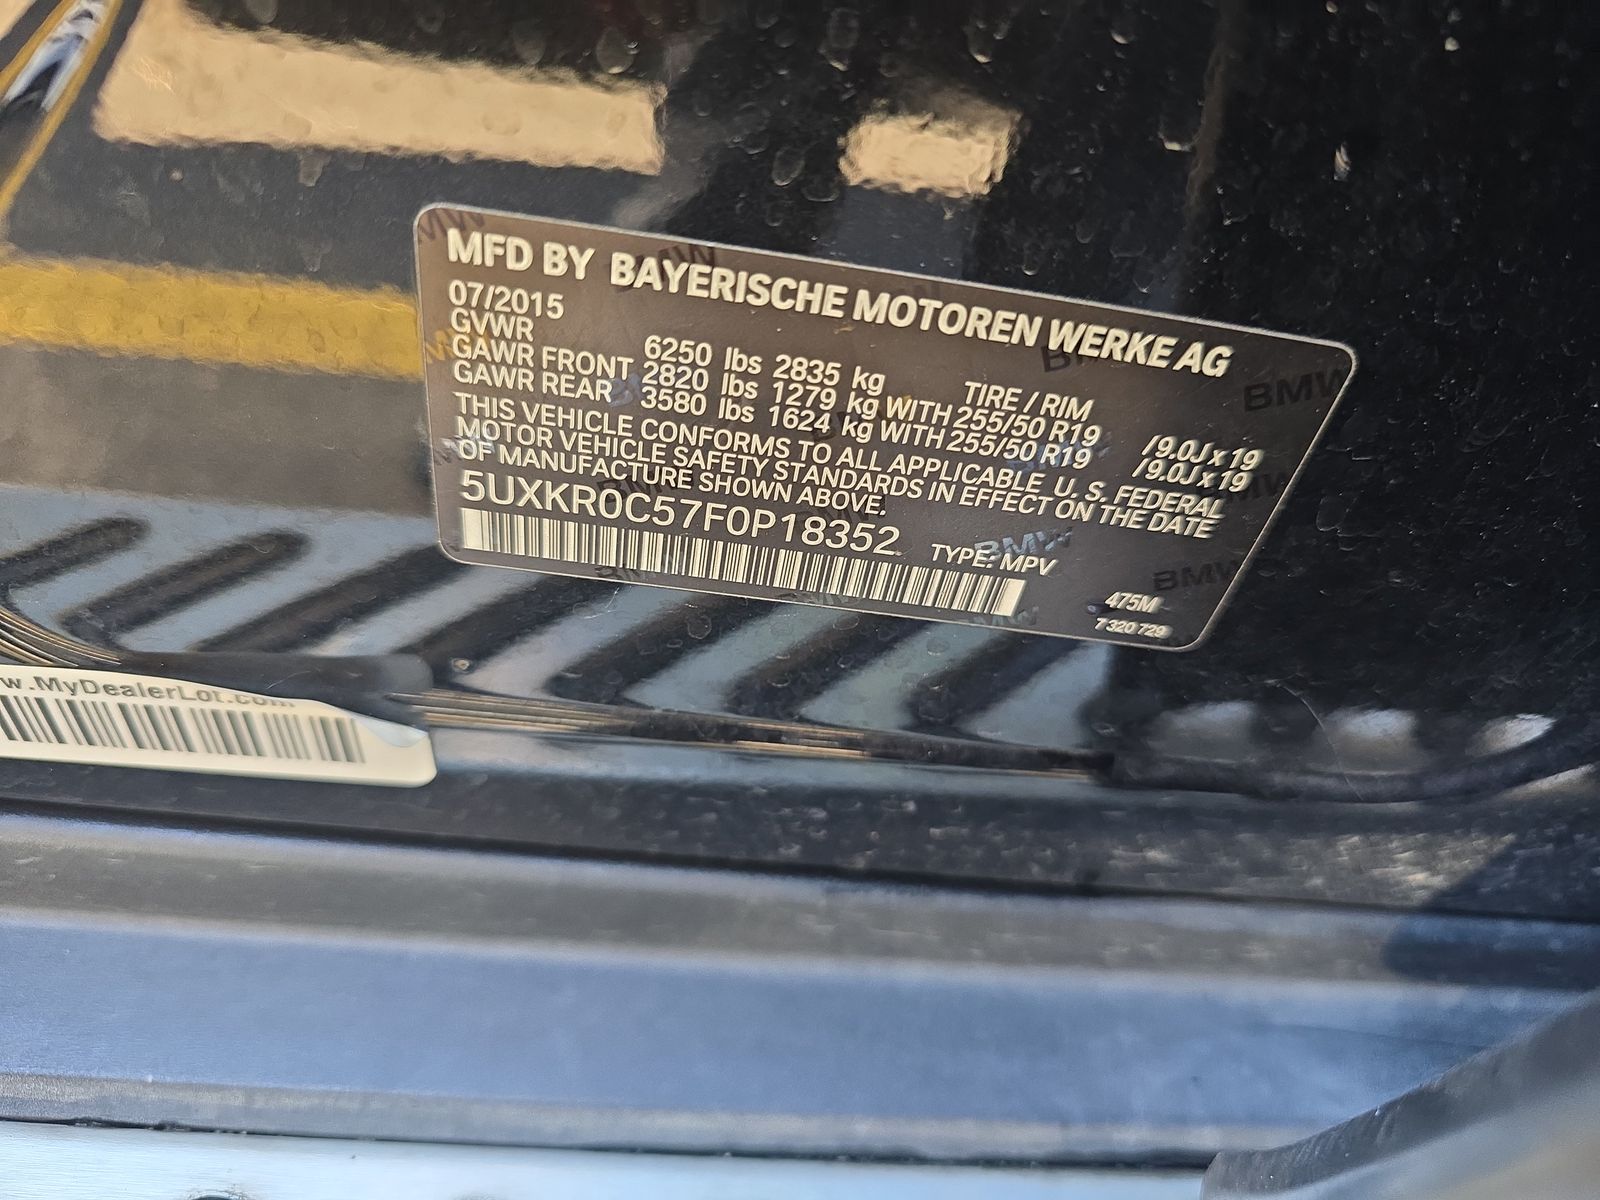 MFD BY BAYERISCHE MOTOREN WERKE AG
07/2015
GVWR 6250 lbs 2835 kg TIRE / RIM
GAWR FRONT 2820 lbs 1279 kg WITH 255/50 R19 / 9.0J x 19
GAWR REAR 3580 lbs 1624 kg WITH 255/50 R19 / 9.0J x 19
THIS VEHICLE CONFORMS TO ALL APPLICABLE U. S. FEDERAL
MOTOR VEHICLE SAFETY STANDARDS IN EFFECT ON THE DATE
OF MANUFACTURE SHOWN ABOVE.
5UXKR0C57F0P18352
TYPE: MPV
475M
7 320 729
w.MyDealerLot.com